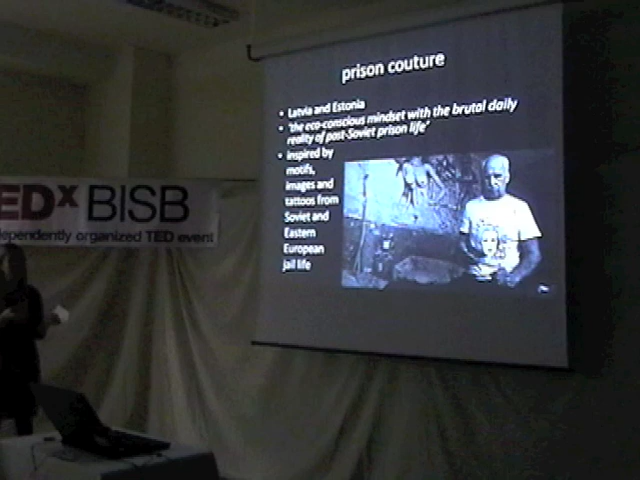 prison couture
• Latvia and Estonia
• 'the eco-conscious mindset with the brutal daily
reality of post-Soviet prison life'
• inspired by
motifs,
images and
tattoos from
Soviet and
Eastern
European
jail life
EDx BISB
dependently organized TED event